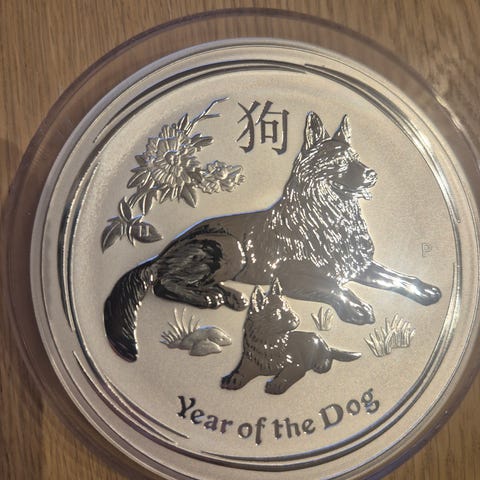 狗
P
Year of the Dog